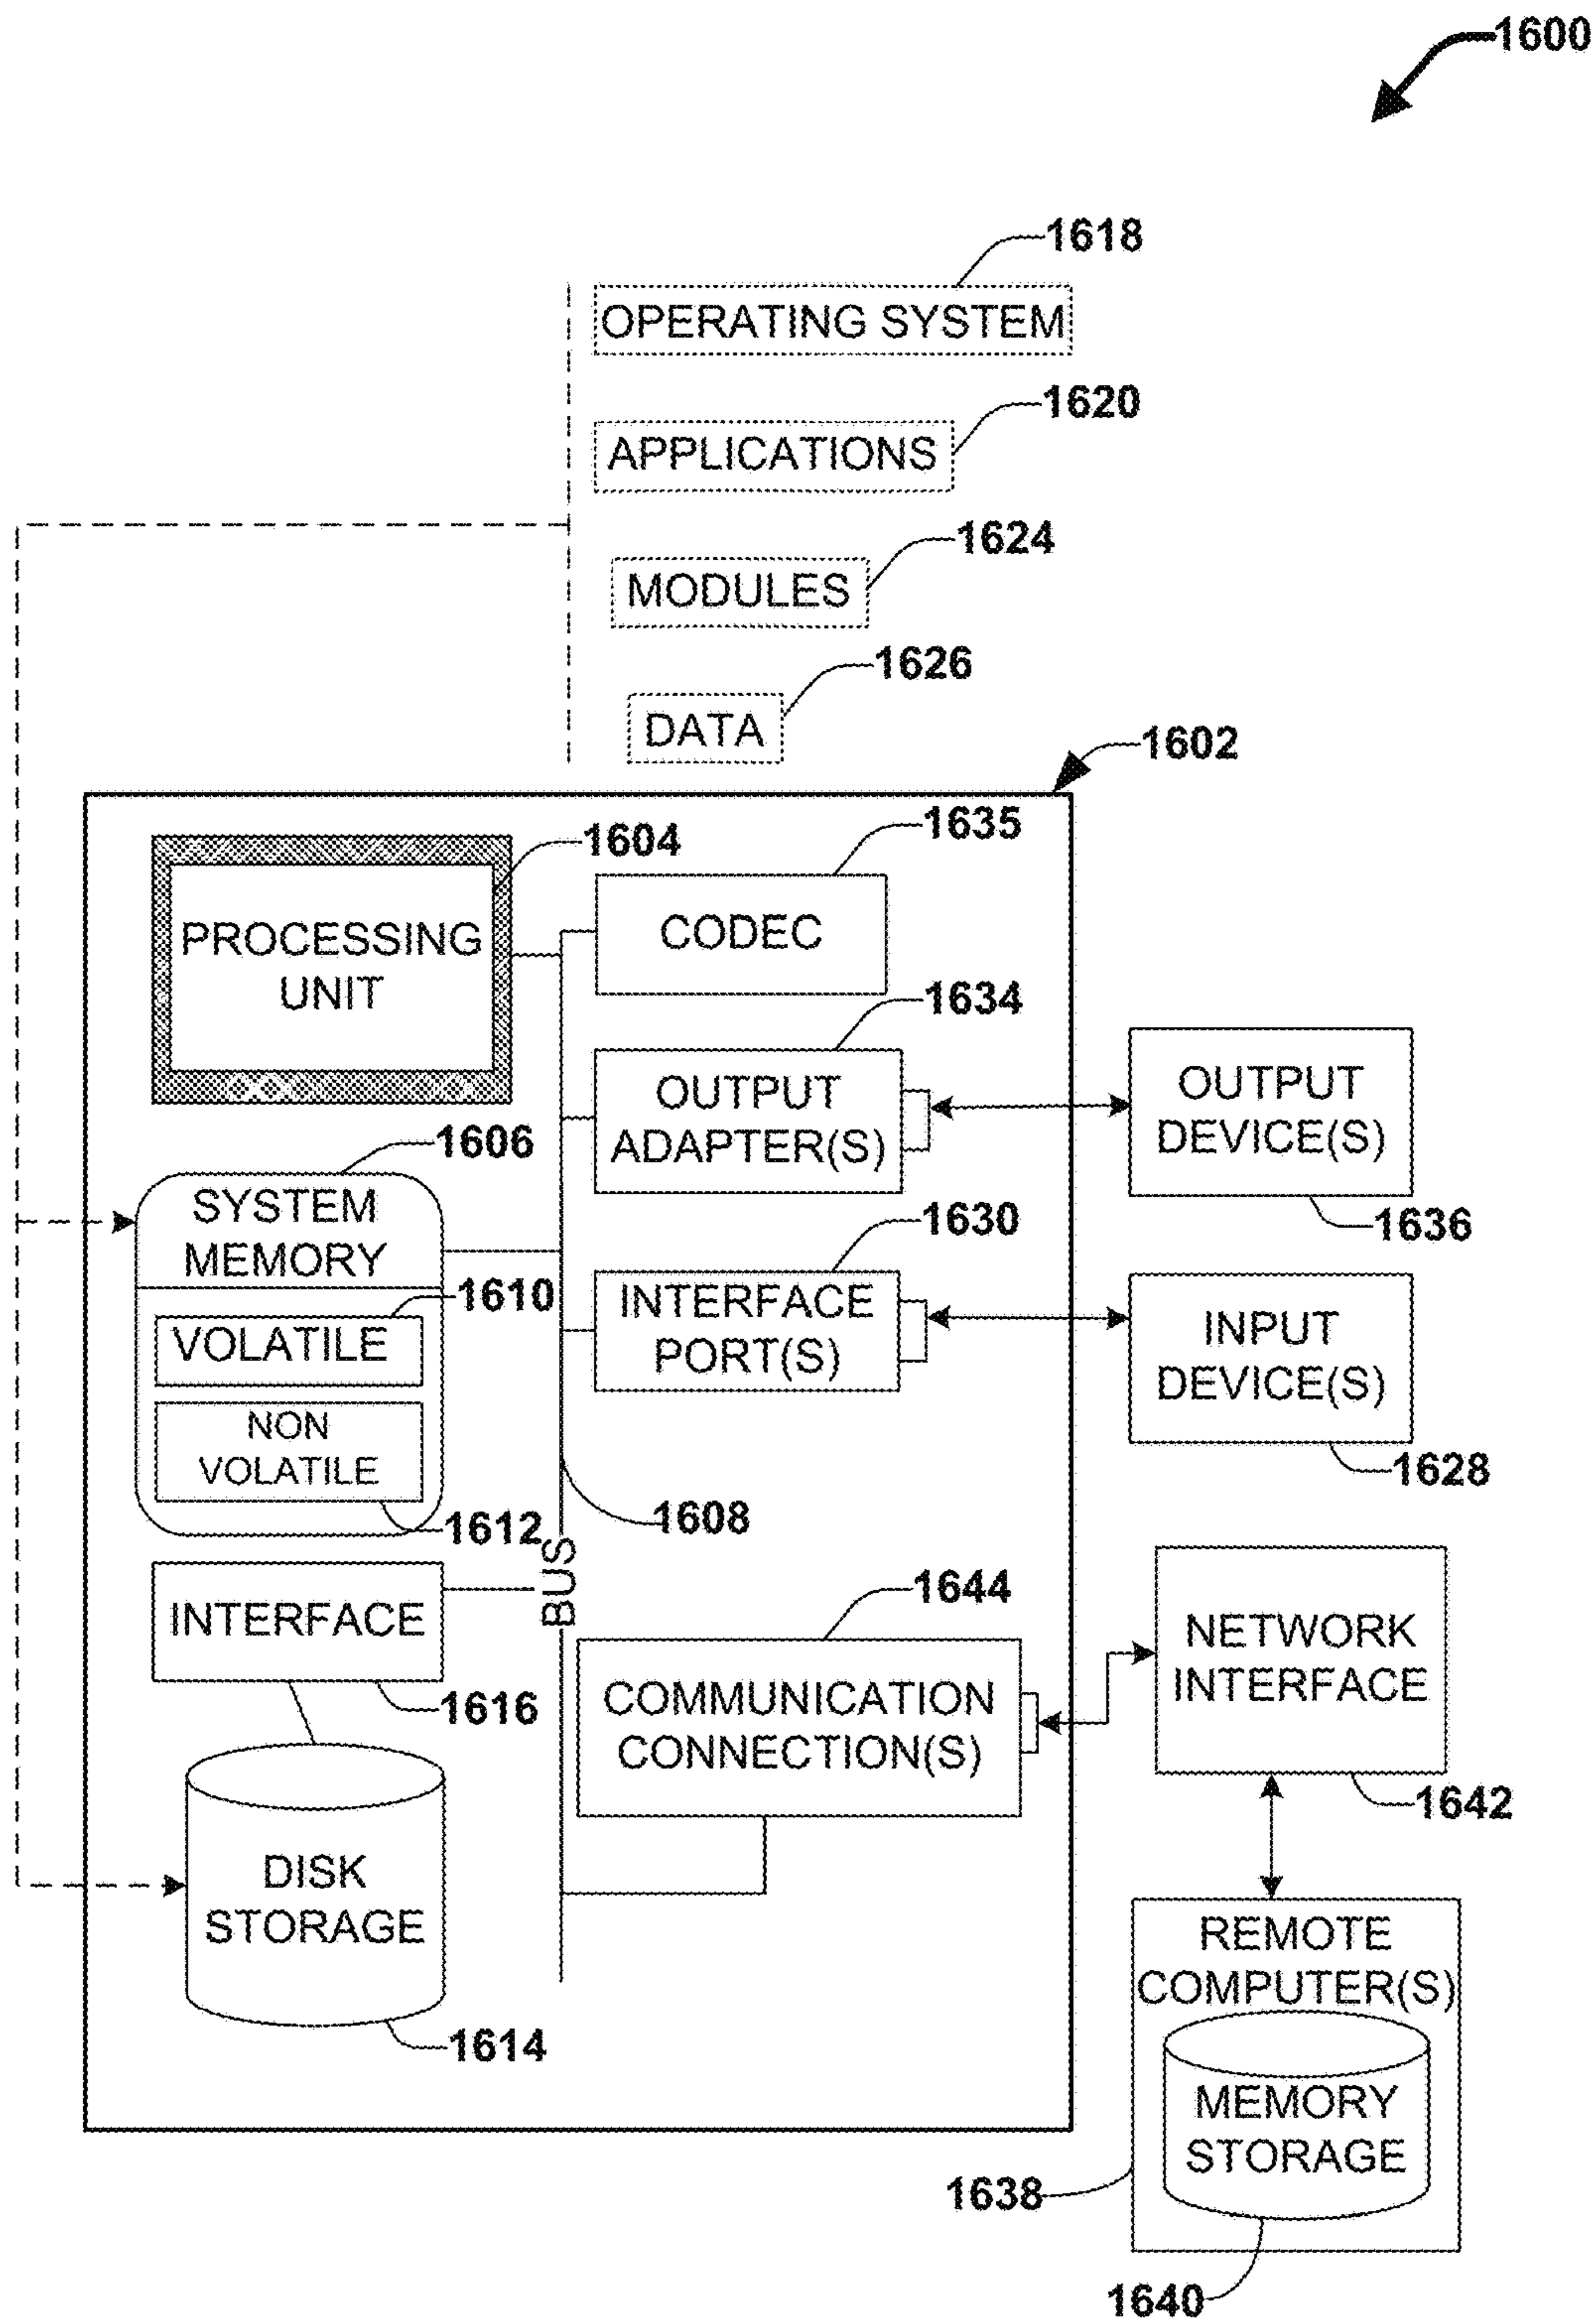 1600
1618
OPERATING SYSTEM
1620
APPLICATIONS
1624
MODULES
1626
DATA
1602
1604
PROCESSING
UNIT
1635
CODEC
1634
OUTPUT
ADAPTER(S)
OUTPUT
DEVICE(S)
1636
1606
SYSTEM
MEMORY
1610
VOLATILE
NON
VOLATILE
1612
1630
INTERFACE
PORT(S)
INPUT
DEVICE(S)
1628
1608
BUS
INTERFACE
1616
1644
COMMUNICATION
CONNECTION(S)
NETWORK
INTERFACE
1642
DISK
STORAGE
1614
REMOTE
COMPUTER(S)
MEMORY
STORAGE
1638
1640